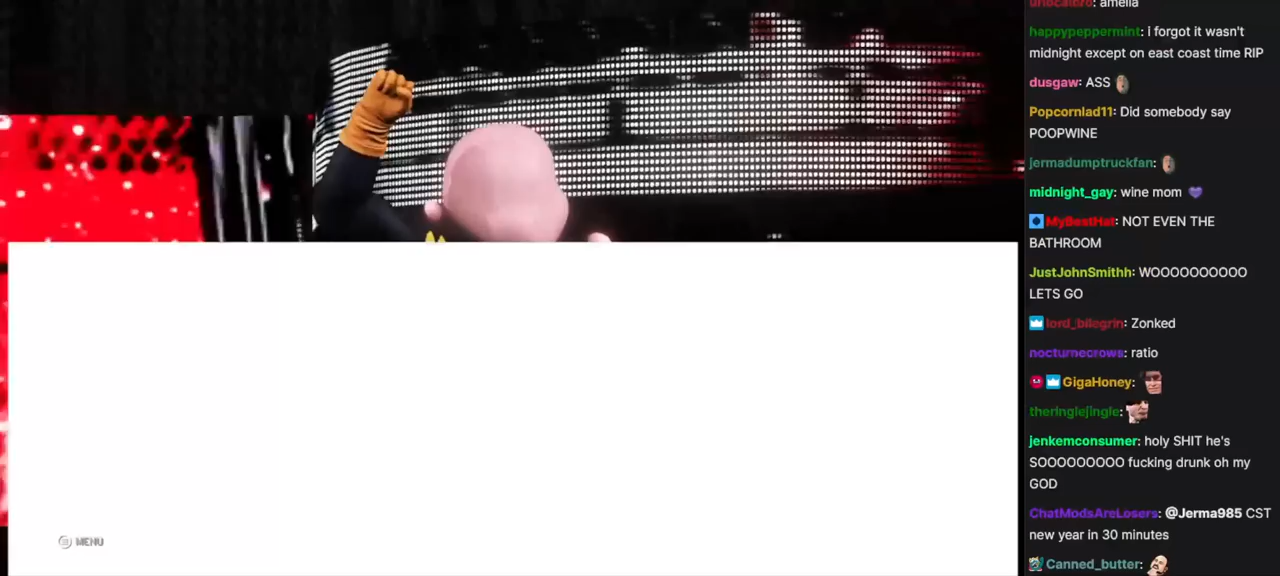 urlocalbro: amelia
happypeppermint: i forgot it wasn't
midnight except on east coast time RIP
dusgaw: ASS
Popcornlad11: Did somebody say
POOPWINE
jermadumptruckfan:
midnight_gay: wine mom 💜
MyBestHat: NOT EVEN THE
BATHROOM
JustJohnSmithh: WOOOOOOOOOO
LETS GO
lord_bilegrin: Zonked
nocturnecrows: ratio
GigaHoney:
theringlejingle:
jenkemconsumer: holy SHIT he's
SOOOOOOOOO fucking drunk oh my
GOD
ChatModsAreLosers: @Jerma985 CST
new year in 30 minutes
Canned_butter:
MENU